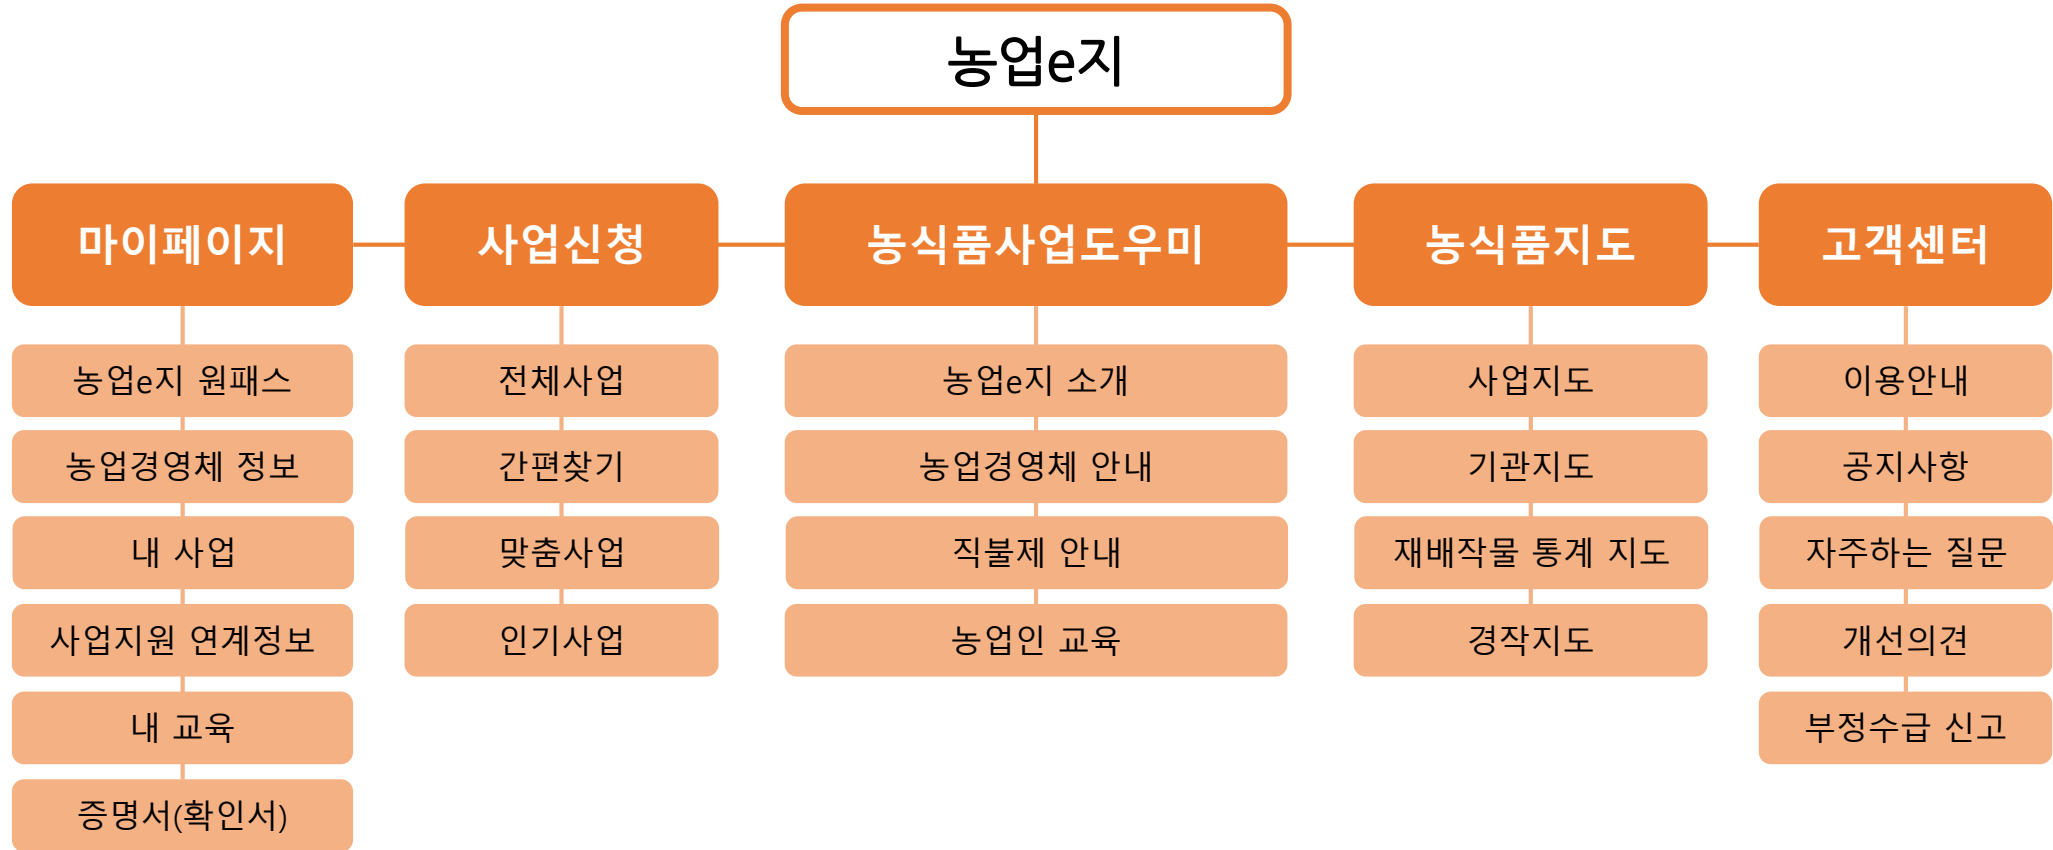 농업e지
마이페이지
농업e지 원패스
농업경영체 정보
내 사업
사업지원 연계정보
내 교육
증명서(확인서)
사업신청
전체사업
간편찾기
맞춤사업
인기사업
농식품사업도우미
농업e지 소개
농업경영체 안내
직불제 안내
농업인 교육
농식품지도
사업지도
기관지도
재배작물 통계 지도
경작지도
고객센터
이용안내
공지사항
자주하는 질문
개선의견
부정수급 신고